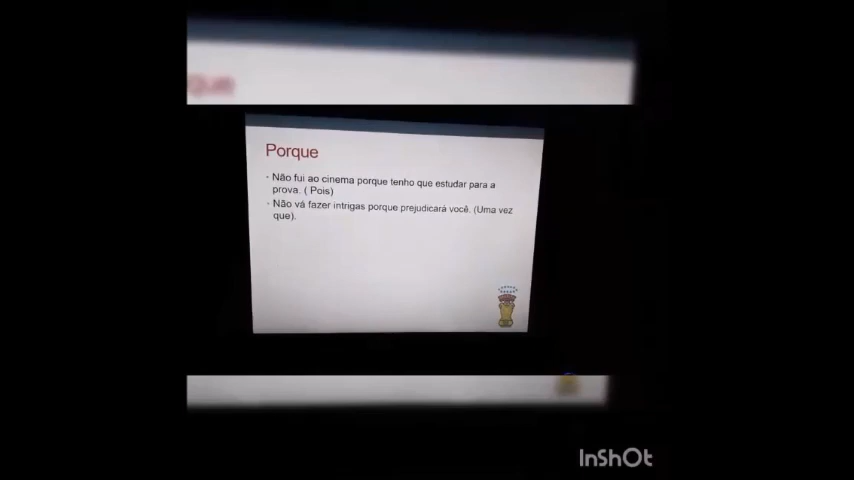 que
Porque
• Não fui ao cinema porque tenho que estudar para a
prova. ( Pois)
• Não vá fazer intrigas porque prejudicará você. (Uma vez
que).
InShOt